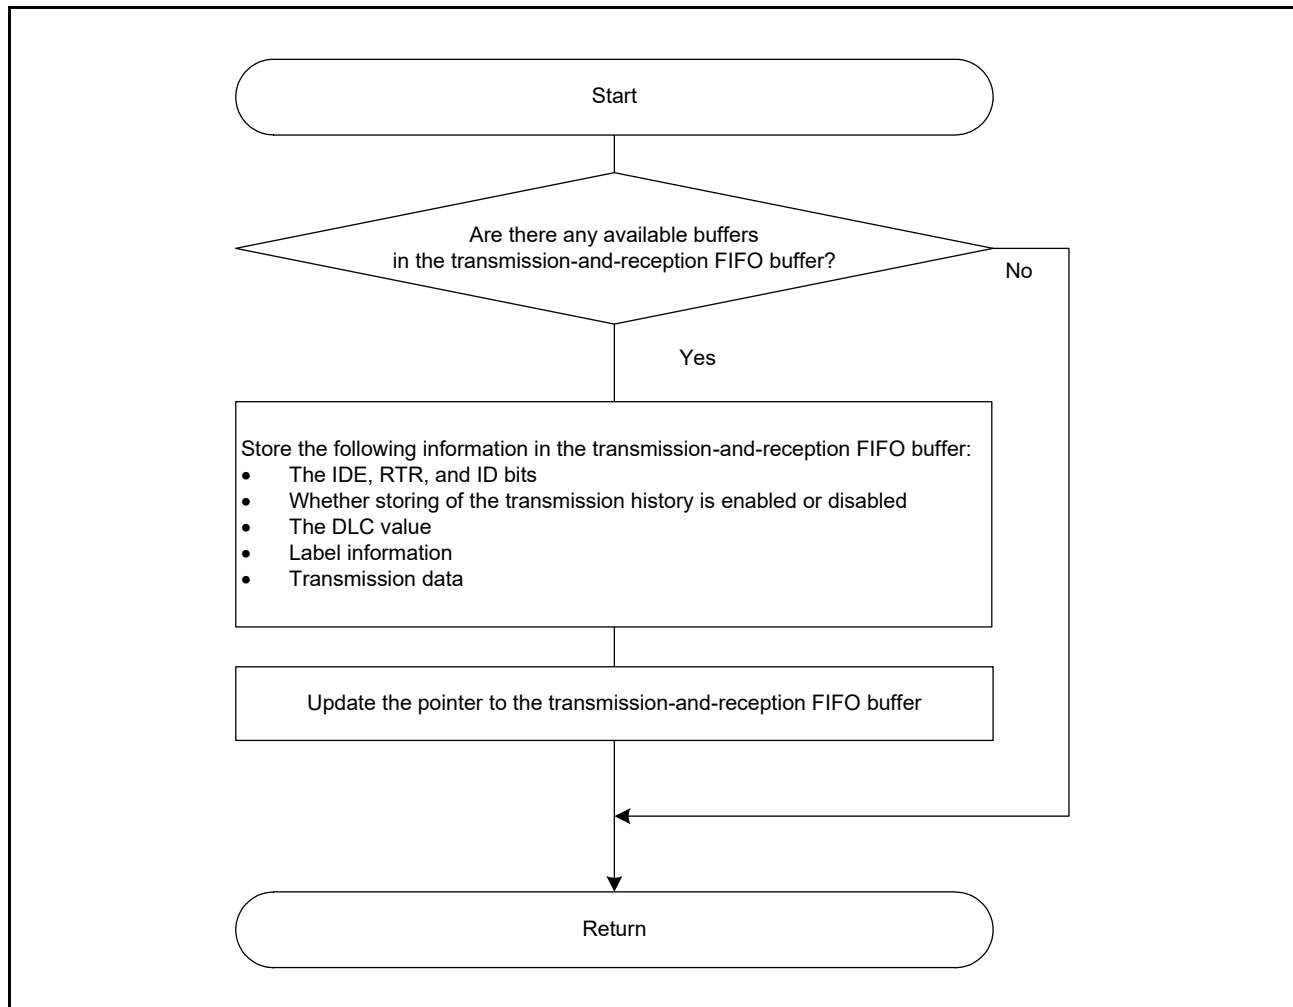 Start
Are there any available buffers
in the transmission-and-reception FIFO buffer?
No
Yes
Store the following information in the transmission-and-reception FIFO buffer:
• The IDE, RTR, and ID bits
• Whether storing of the transmission history is enabled or disabled
• The DLC value
• Label information
• Transmission data
Update the pointer to the transmission-and-reception FIFO buffer
Return